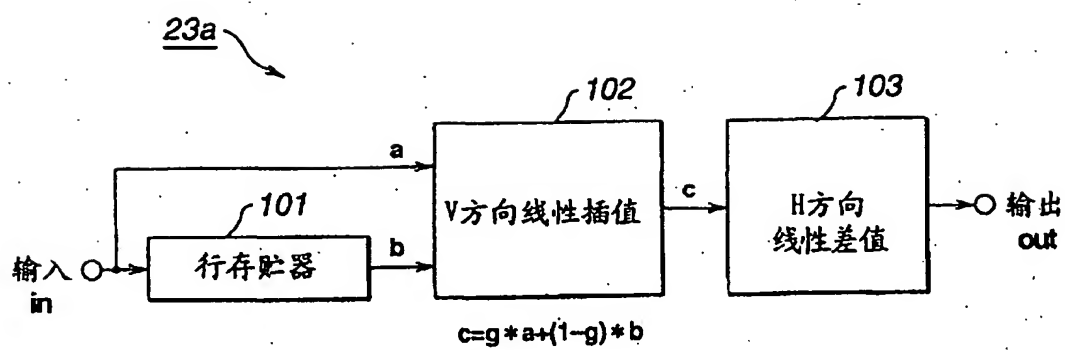 23a
102
103
a
101
V方向线性插值
c
H方向
线性差值
输出
out
b
输入
in
行存贮器
c=g*a+(1-g)*b